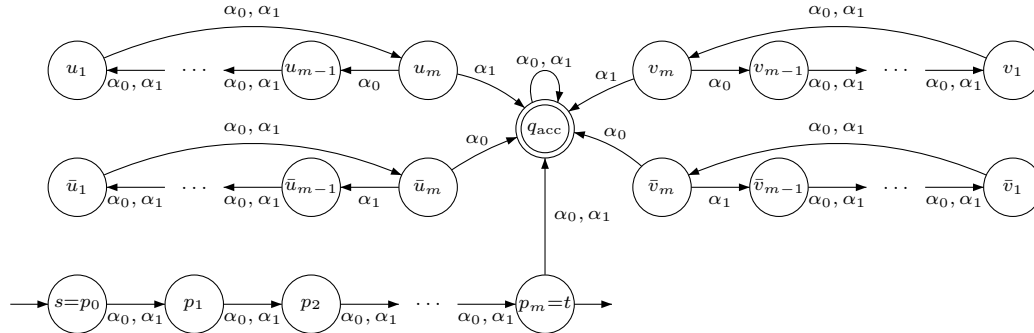 α₀, α₁ α₀, α₁ α₀, α₁
u₁ α₀, α₁ ⋯ α₀, α₁ uₘ₋₁ α₀ uₘ α₁ α₁ vₘ α₀ vₘ₋₁ α₀, α₁ ⋯ α₀, α₁ v₁
q_acc
α₀, α₁ α₀ α₀ α₀, α₁
ū₁ α₀, α₁ ⋯ α₀, α₁ ūₘ₋₁ α₁ ūₘ v̄ₘ α₁ v̄ₘ₋₁ α₀, α₁ ⋯ α₀, α₁ v̄₁
α₀, α₁
s=p₀ α₀, α₁ p₁ α₀, α₁ p₂ α₀, α₁ ⋯ α₀, α₁ pₘ=t